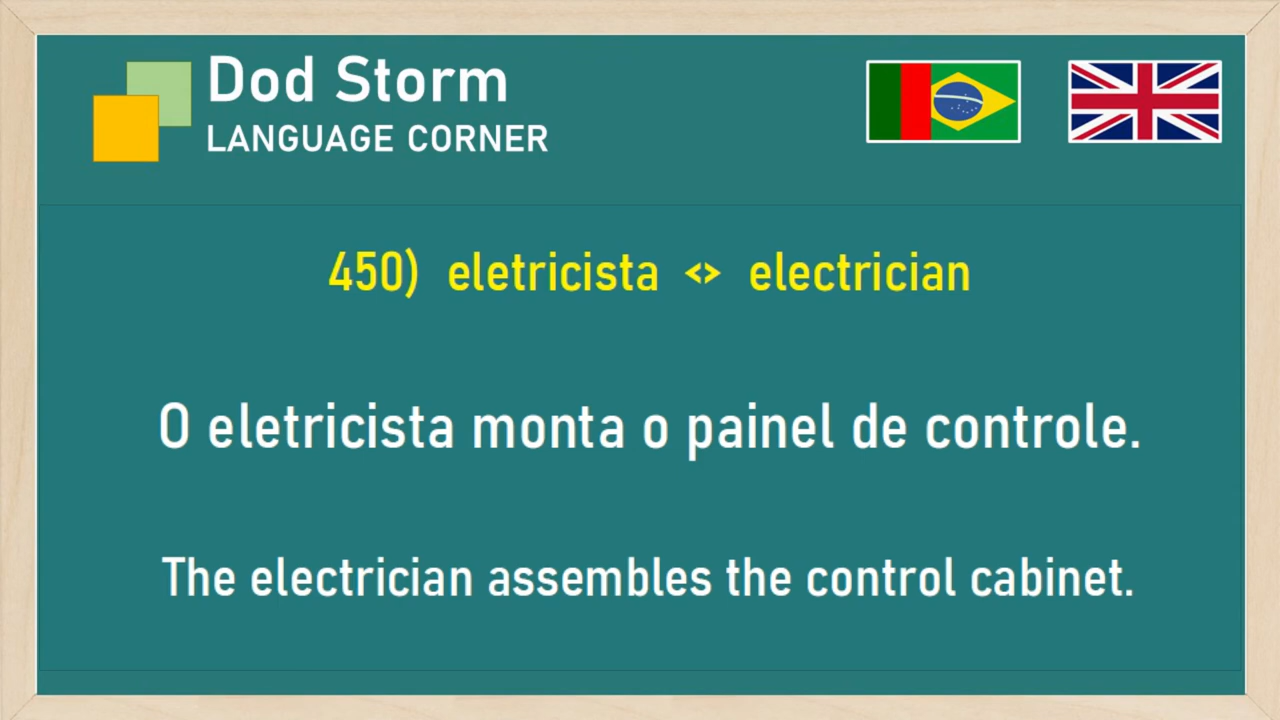 Dod Storm
LANGUAGE CORNER
450) eletricista <> electrician
O eletricista monta o painel de controle.
The electrician assembles the control cabinet.